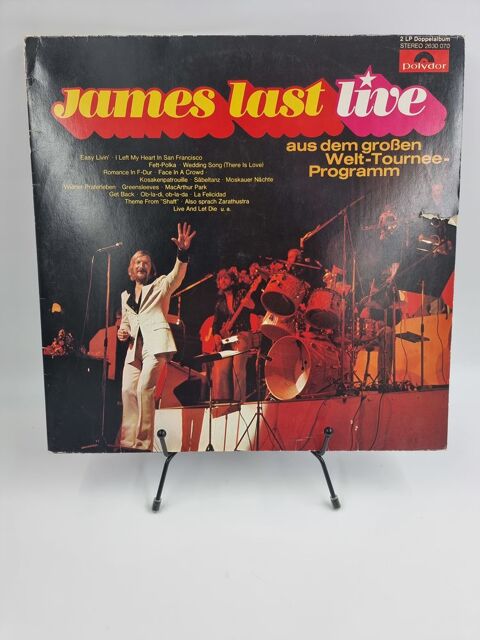 2 LP Doppelalbum
STEREO 2630 070
Polydor
James last live
aus dem großen
Welt-Tournee-
Programm
Easy Livin' · I Left My Heart In San Francisco
Fett-Polka · Wedding Song (There Is Love)
Romance in F-Dur · Face In A Crowd
Kosakenpatrouille · Säbeltanz · Moskauer Nächte
Wiener Praterleben · Greensleeves · MacArthur Park
Get Back · Ob-la-di, ob-la-da · La Felicidad
Theme From "Shaft" · Also sprach Zarathustra
Live And Let Die u. a.